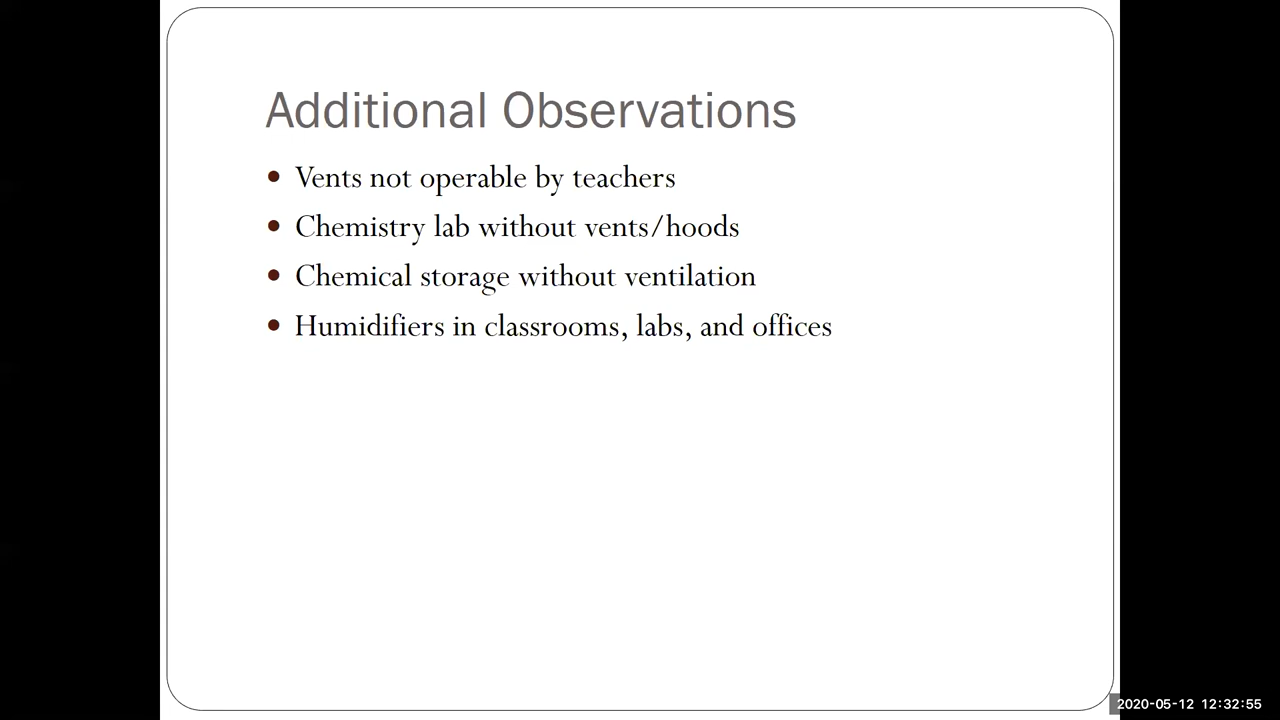 Additional Observations
• Vents not operable by teachers
• Chemistry lab without vents/hoods
• Chemical storage without ventilation
• Humidifiers in classrooms, labs, and offices
2020-05-12 12:32:55